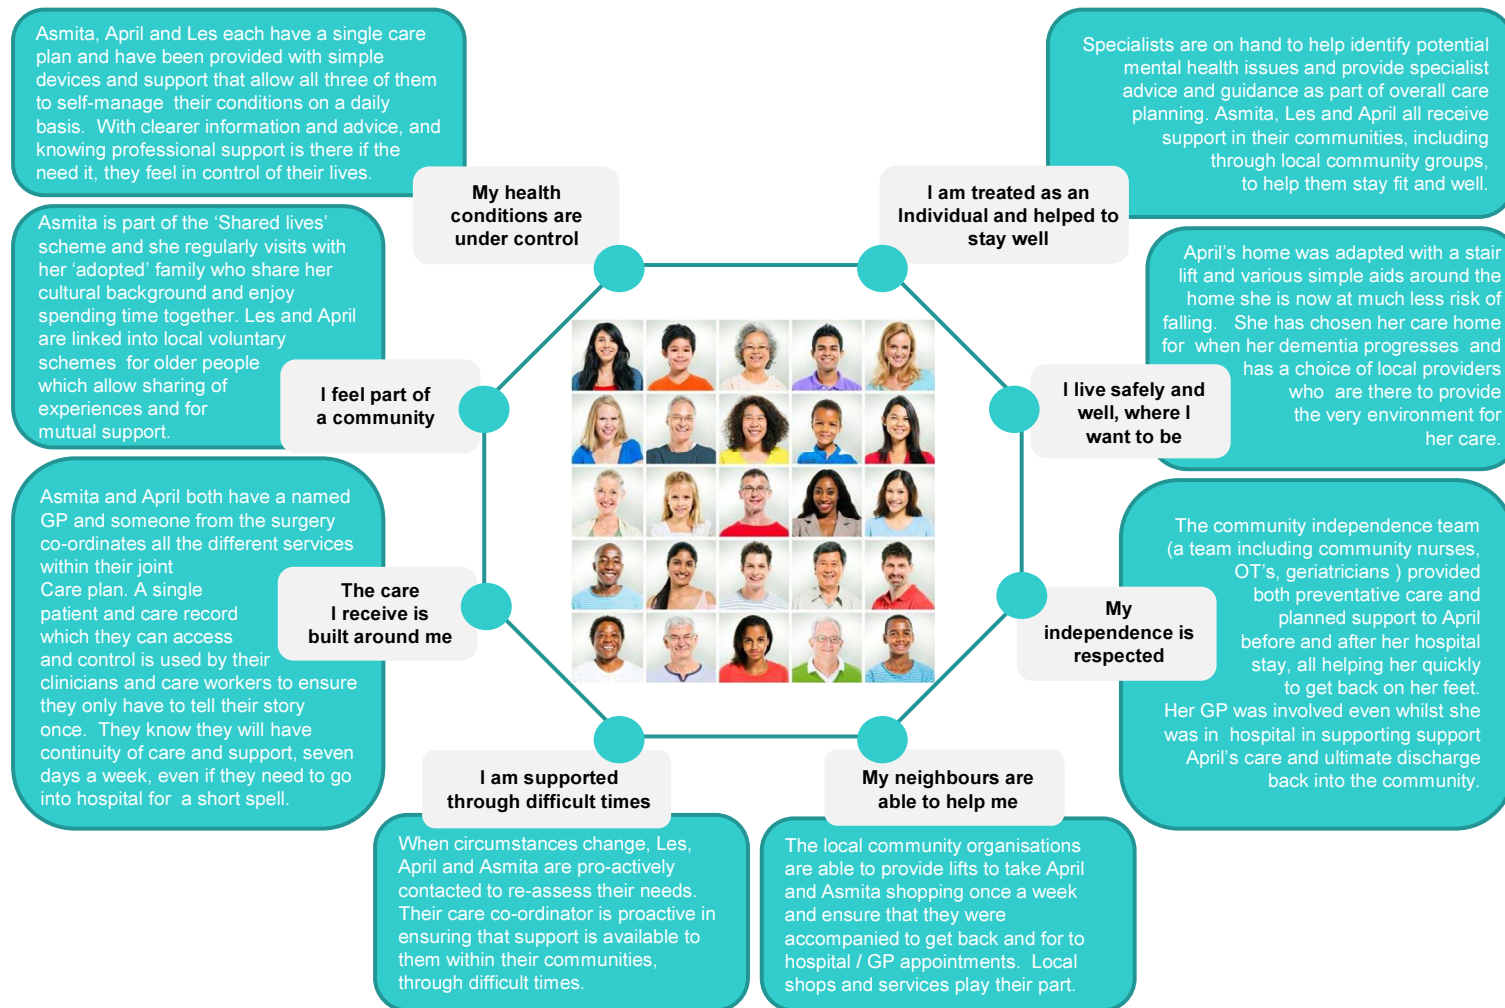 Asmita, April and Les each have a single care
plan and have been provided with simple
devices and support that allow all three of them
to self-manage  their conditions on a daily
basis.  With clearer information and advice, and
knowing professional support is there if the
need it, they feel in control of their lives.
My health
conditions are
under control
Specialists are on hand to help identify potential
mental health issues and provide specialist
advice and guidance as part of overall care
planning. Asmita, Les and April all receive
support in their communities, including
through local community groups,
to help them stay fit and well.
I am treated as an
Individual and helped to
stay well
Asmita is part of the ‘Shared lives’
scheme and she regularly visits with
her ‘adopted’ family who share her
cultural background and enjoy
spending time together. Les and April
are linked into local voluntary
schemes  for older people
which allow sharing of
experiences and for
mutual support.
I feel part of
a community
April’s home was adapted with a stair
lift and various simple aids around the
home she is now at much less risk of
falling.   She has chosen her care home
for  when her dementia progresses  and
has a choice of local providers
who  are there to provide
the very environment for
her care.
I live safely and
well, where I
want to be
Asmita and April both have a named
GP and someone from the surgery
co-ordinates all the different services
within their joint
Care plan. A single
patient and care record
which they can access
and control is used by their
clinicians and care workers to ensure
they only have to tell their story
once.  They know they will have
continuity of care and support, seven
days a week, even if they need to go
into hospital for  a short spell.
The care
I receive is
built around me
The community independence team
(a team including community nurses,
OT’s, geriatricians ) provided
both preventative care and
planned support to April
before and after her hospital
stay, all helping her quickly
to get back on her feet.
Her GP was involved even whilst she
was in  hospital in supporting support
April’s care and ultimate discharge
back into the community.
My
independence is
respected
I am supported
through difficult times
When circumstances change, Les,
April and Asmita are pro-actively
contacted to re-assess their needs.
Their care co-ordinator is proactive in
ensuring that support is available to
them within their communities,
through difficult times.
My neighbours are
able to help me
The local community organisations
are able to provide lifts to take April
and Asmita shopping once a week
and ensure that they were
accompanied to get back and for to
hospital / GP appointments.  Local
shops and services play their part.